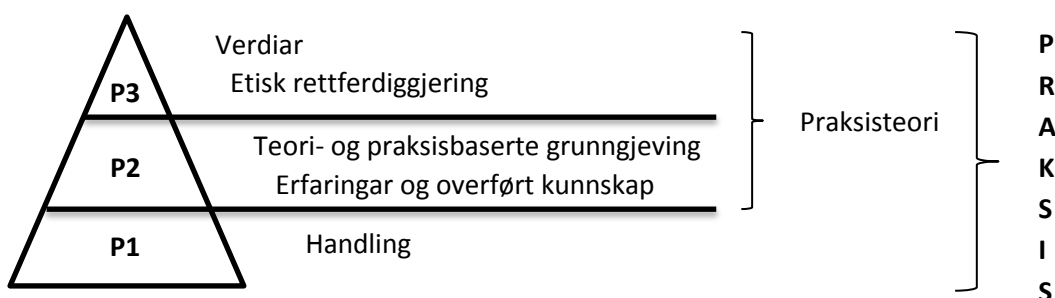 Verdiar
Etisk rettferdiggjering
P3
Teori- og praksisbaserte grunngjeving
Erfaringar og overført kunnskap
P2
Handling
P1
Praksisteori
P
R
A
K
S
I
S